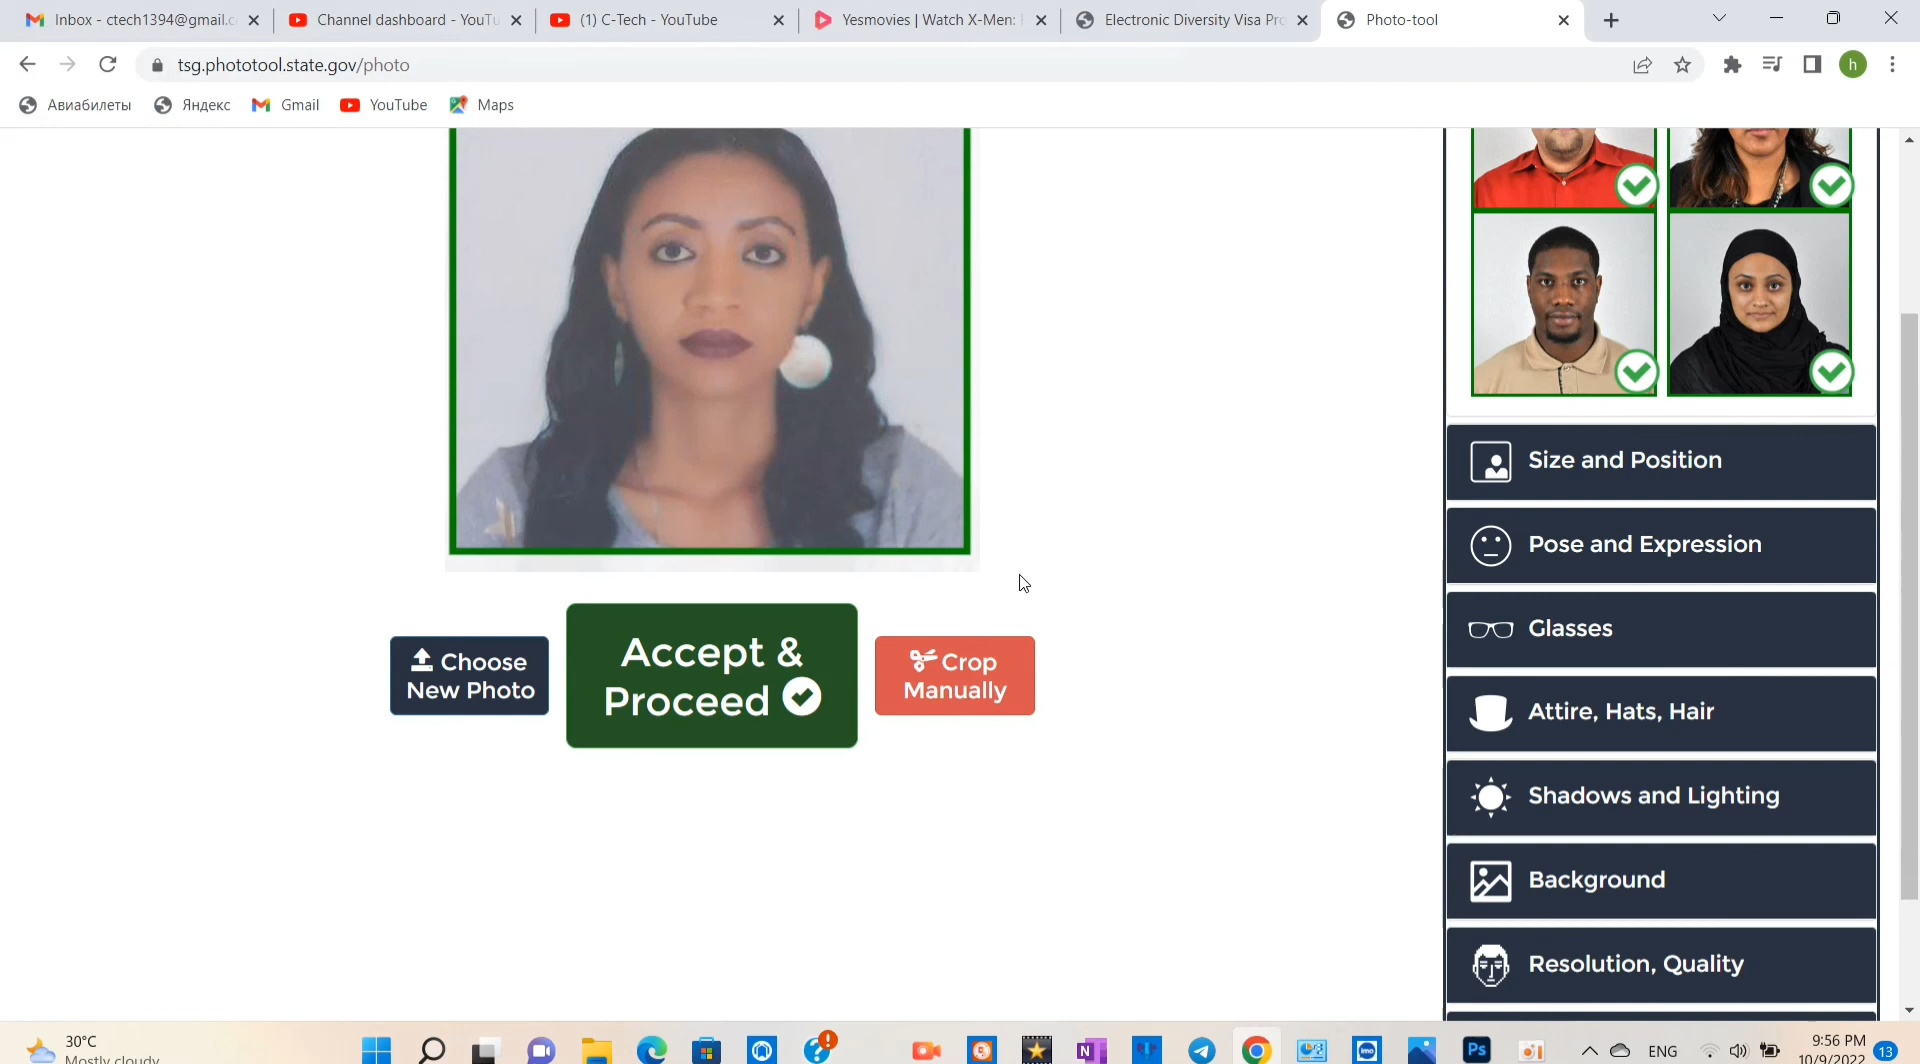 Inbox - ctech1394@gmail.c
Channel dashboard - YouTu
(1) C-Tech - YouTube
Yesmovies | Watch X-Men:
Electronic Diversity Visa Pro
Photo-tool
tsg.phototool.state.gov/photo
h
Авиабилеты
Яндекс
Gmail
YouTube
Maps
Size and Position
Pose and Expression
Glasses
Attire, Hats, Hair
Shadows and Lighting
Background
Resolution, Quality
Choose
New Photo
Accept &
Proceed
Crop
Manually
30°C
Mostly cloudy
N
imo
Ps
ENG
9:56 PM
10/9/2022
13